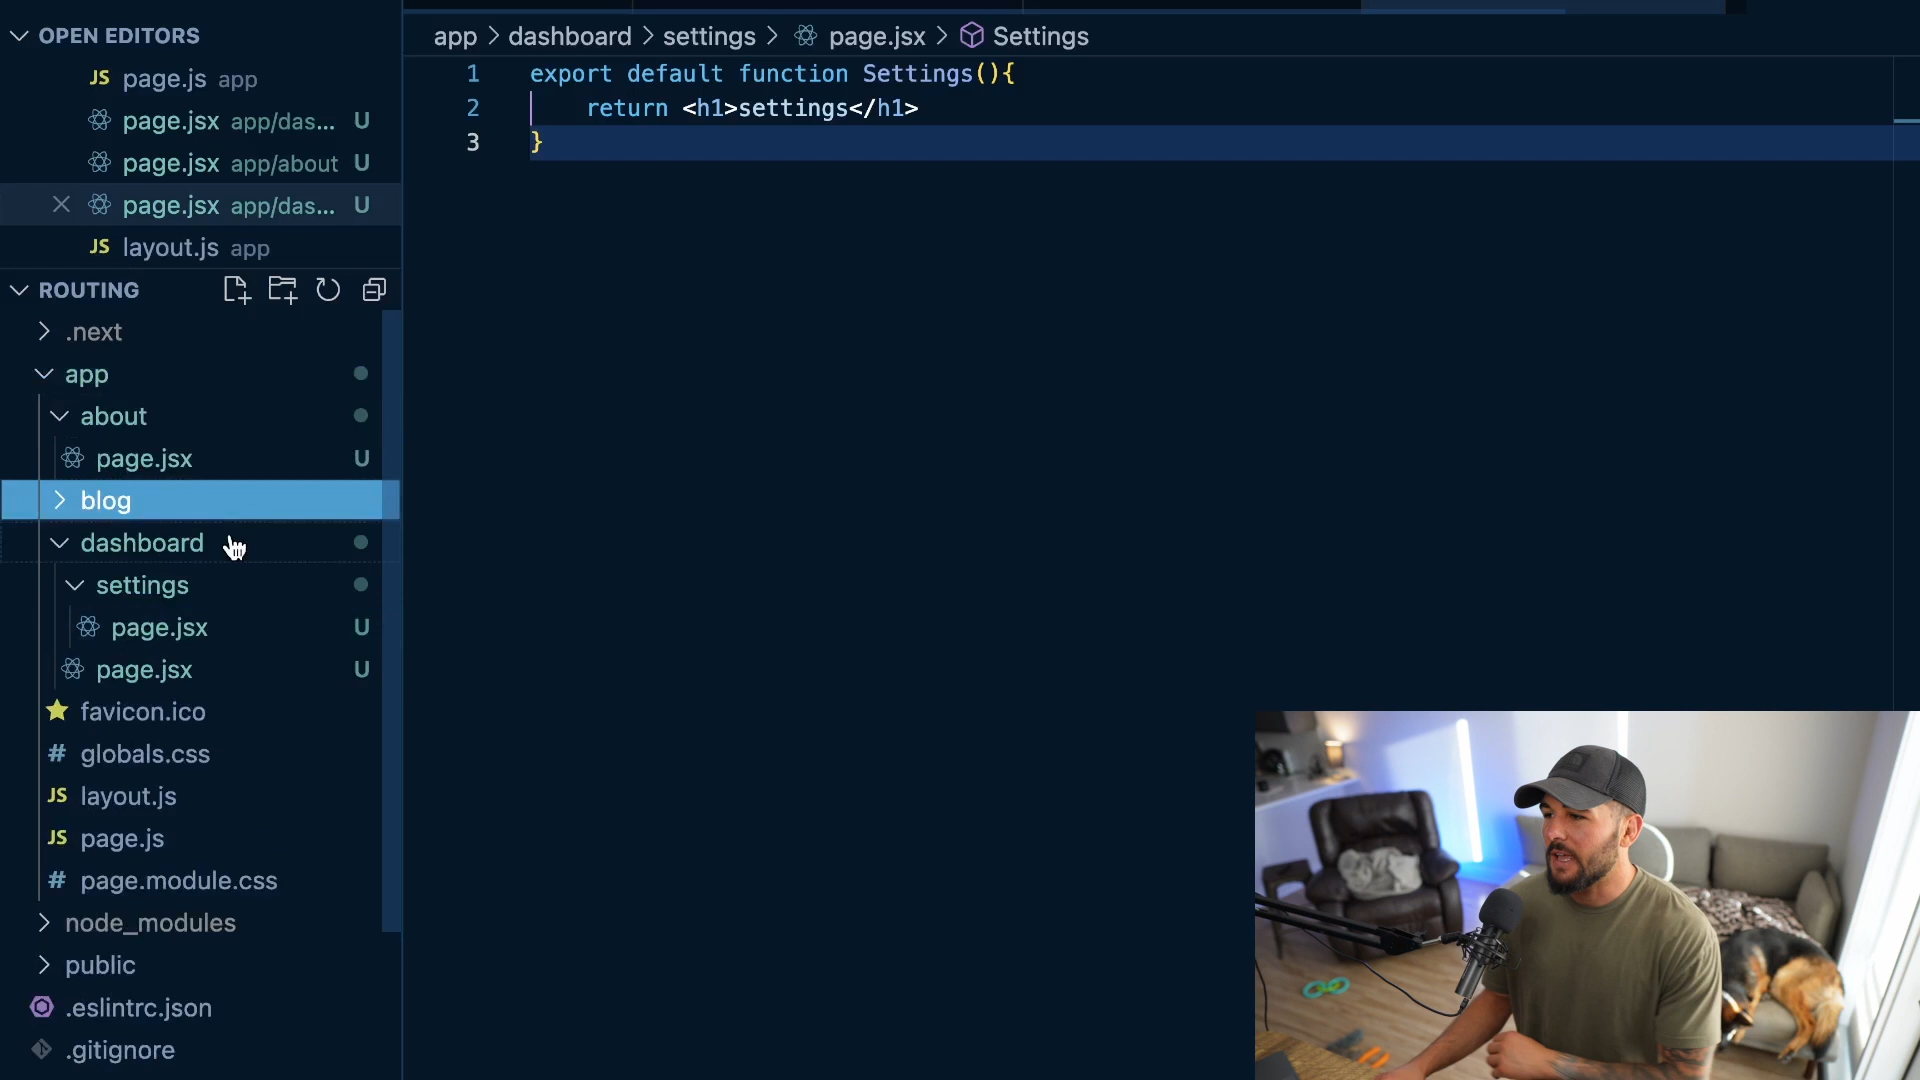 OPEN EDITORS
JS page.js app
page.jsx app/das... U
page.jsx app/about U
page.jsx app/das... U
JS layout.js app
ROUTING
.next
app
about
page.jsx U
blog
dashboard
settings
page.jsx U
page.jsx U
favicon.ico
# globals.css
JS layout.js
JS page.js
# page.module.css
node_modules
public
.eslintrc.json
.gitignore
app > dashboard > settings > page.jsx > Settings
1 export default function Settings(){
2 return <h1>settings</h1>
3 }